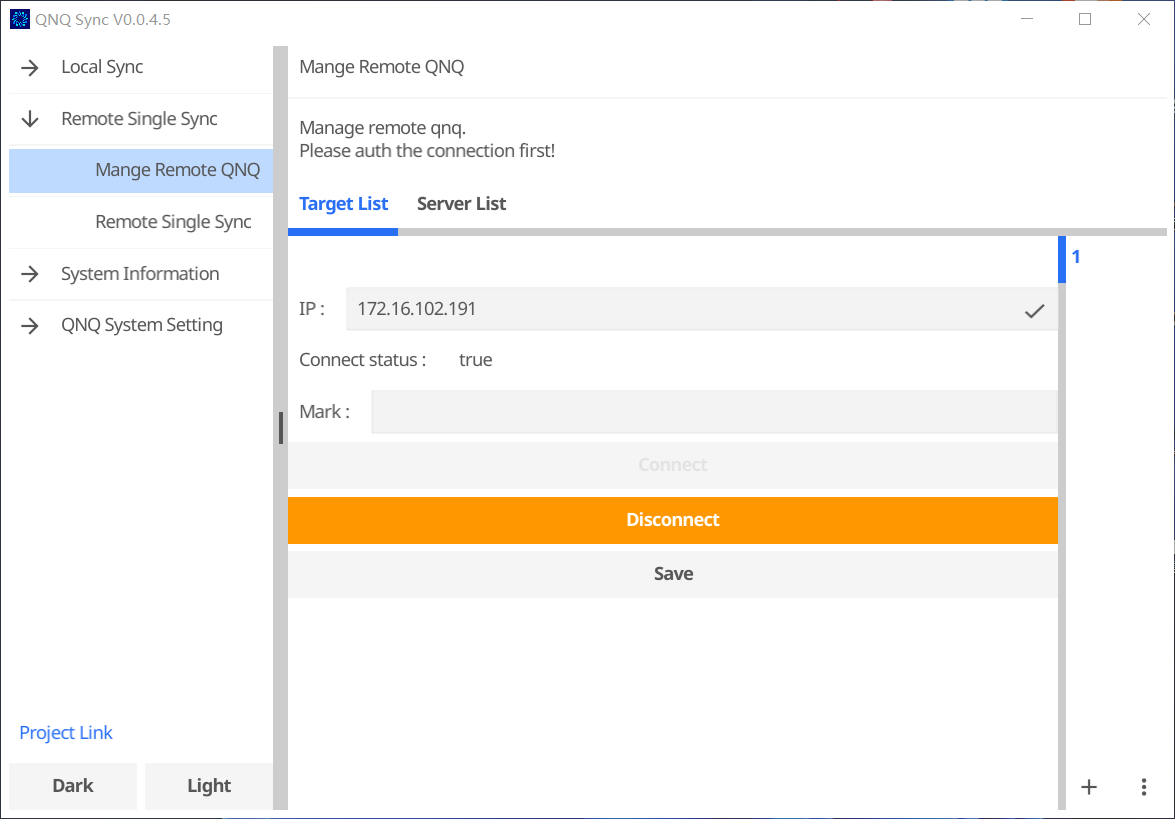 QNQ Sync V0.0.4.5
Local Sync
Remote Single Sync
Mange Remote QNQ
Remote Single Sync
System Information
QNQ System Setting
Project Link
Dark
Light
Mange Remote QNQ
Manage remote qnq.
Please auth the connection first!
Target List
Server List
1
IP :
172.16.102.191
Connect status :
true
Mark :
Connect
Disconnect
Save